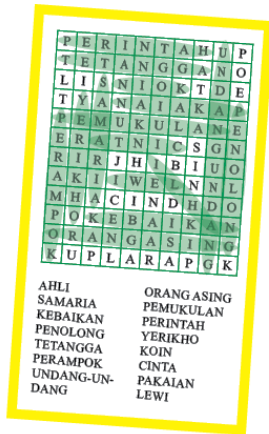 P E R I N T A H U P
T E T A N G G A N O
L I S N I O K T D E
T Y A N A I A K A P
P E M U K U L A N E
E R A T N I C S G N
R I R J H I B I U O
A K I I W E L N N L
M H A C I N D H D O
P O K E B A I K A N
O R A N G A S I N G
K U P L A R A P G K
AHLI
SAMARIA
KEBAIKAN
PENOLONG
TETANGGA
PERAMPOK
UNDANG-UN-
DANG
ORANG ASING
PEMUKULAN
PERINTAH
YERIKHO
KOIN
CINTA
PAKAIAN
LEWI